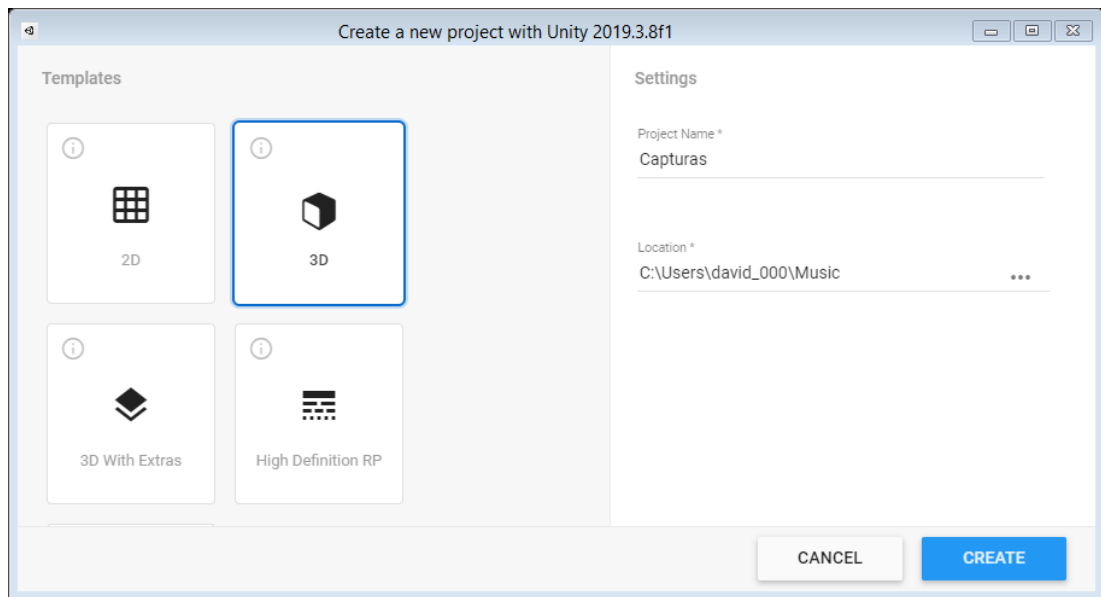 Create a new project with Unity 2019.3.8f1
Templates
2D
3D
3D With Extras
High Definition RP
Settings
Project Name *
Capturas
Location *
C:\Users\david_000\Music
CANCEL
CREATE